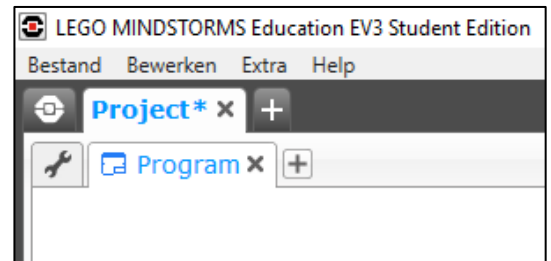 LEGO MINDSTORMS Education EV3 Student Edition
Bestand Bewerken Extra Help
Project* × +
Program × +